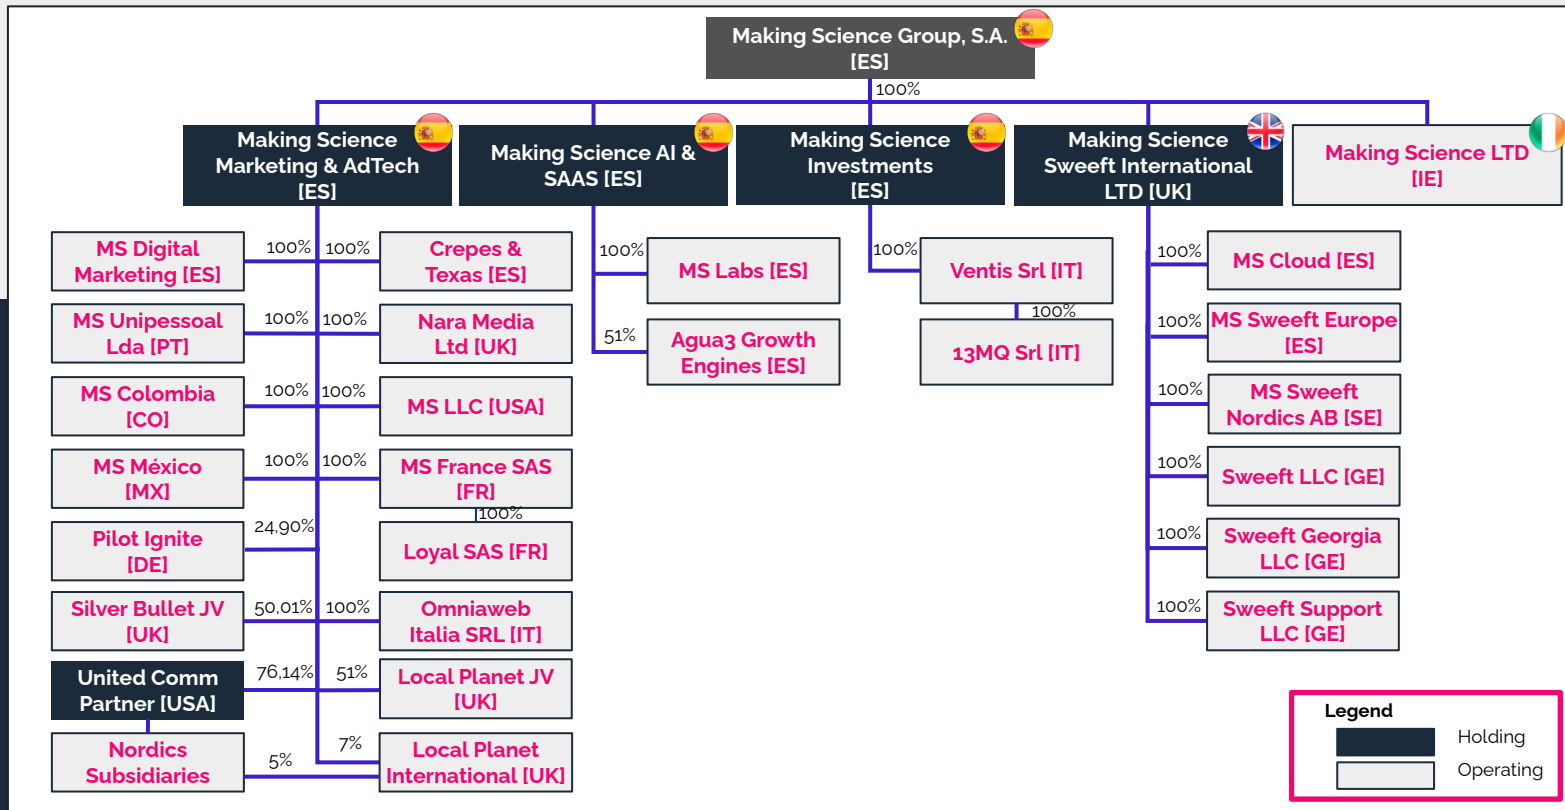 Making Science Group, S.A.
[ES]
100%
Making Science
Marketing & AdTech
[ES]
Making Science AI &
SAAS [ES]
Making Science
Investments
[ES]
Making Science
Sweeft International
LTD [UK]
Making Science LTD
[IE]
MS Digital
Marketing [ES]
100%
100%
Crepes &
Texas [ES]
MS Unipessoal
Lda [PT]
100%
100%
Nara Media
Ltd [UK]
MS Colombia
[CO]
100%
100%
MS LLC [USA]
MS México
[MX]
100%
100%
MS France SAS
[FR]
100%
Pilot Ignite
[DE]
24,90%
Loyal SAS [FR]
Silver Bullet JV
[UK]
50,01%
100%
Omniaweb
Italia SRL [IT]
United Comm
Partner [USA]
76,14%
51%
Local Planet JV
[UK]
Nordics
Subsidiaries
5%
7%
Local Planet
International [UK]
100%
MS Labs [ES]
51%
Agua3 Growth
Engines [ES]
100%
Ventis Srl [IT]
100%
13MQ Srl [IT]
100%
MS Cloud [ES]
100%
MS Sweeft Europe
[ES]
100%
MS Sweeft
Nordics AB [SE]
100%
Sweeft LLC [GE]
100%
Sweeft Georgia
LLC [GE]
100%
Sweeft Support
LLC [GE]
Legend
Holding
Operating